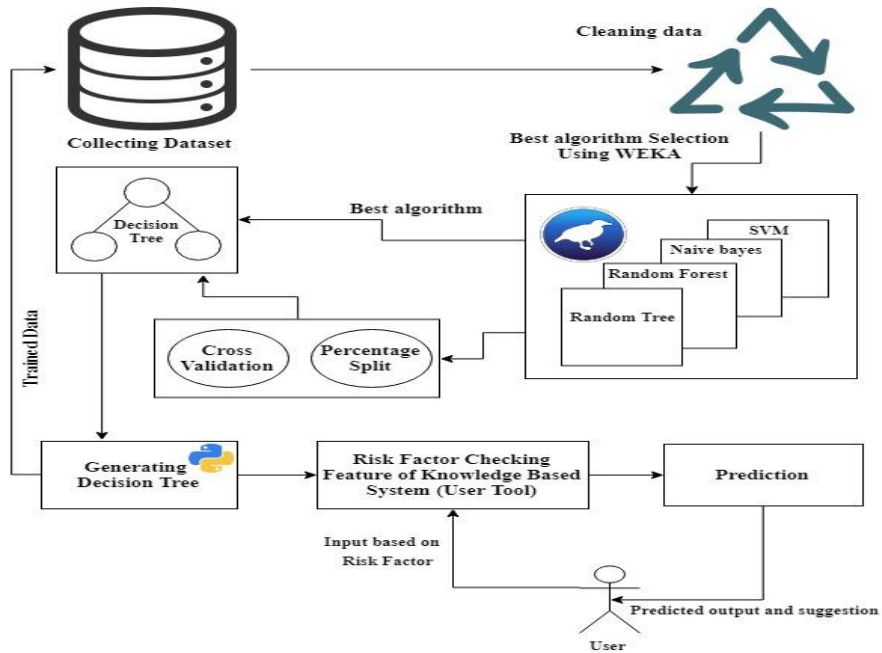 Cleaning data
Collecting Dataset
Best algorithm Selection
Using WEKA
Best algorithm
Decision
Tree
SVM
Naive bayes
Random Forest
Random Tree
Cross
Validation
Percentage
Split
Trained Data
Generating
Decision Tree
Risk Factor Checking
Feature of Knowledge Based
System (User Tool)
Prediction
Input based on
Risk Factor
Predicted output and suggestion
User